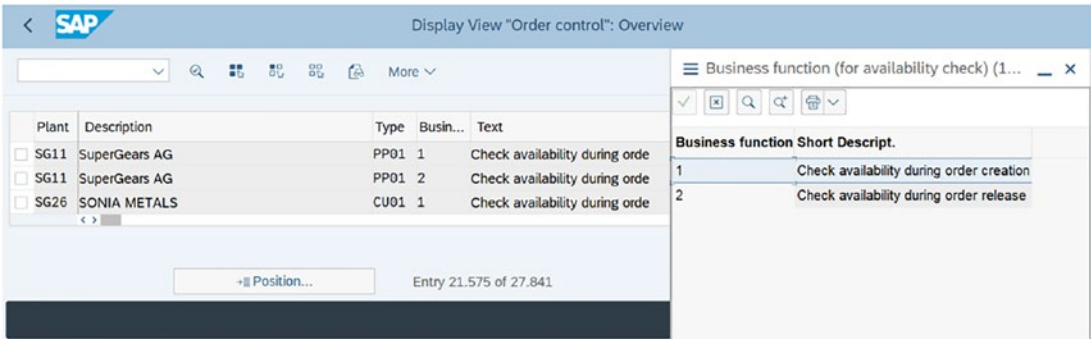 SAP
Display View "Order control": Overview
More
Plant Description Type Busin... Text
SG11 SuperGears AG PP01 1 Check availability during orde
SG11 SuperGears AG PP01 2 Check availability during orde
SG26 SONIA METALS CU01 1 Check availability during orde
Position...
Entry 21.575 of 27.841
Business function (for availability check) (1...
Business function Short Descript.
1 Check availability during order creation
2 Check availability during order release